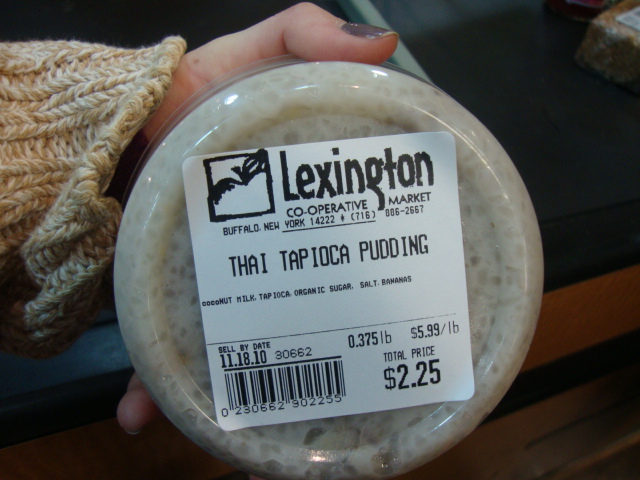 Lexington
CO-OPERATIVE MARKET
BUFFALO, NEW YORK 14222 (716) 886-2667
THAI TAPIOCA PUDDING
COCONUT MILK, TAPIOCA, ORGANIC SUGAR, SALT, BANANAS
SELL BY DATE
11.18.10 30662 0.375 lb $5.99/lb
TOTAL PRICE
$2.25
0 230662 902255